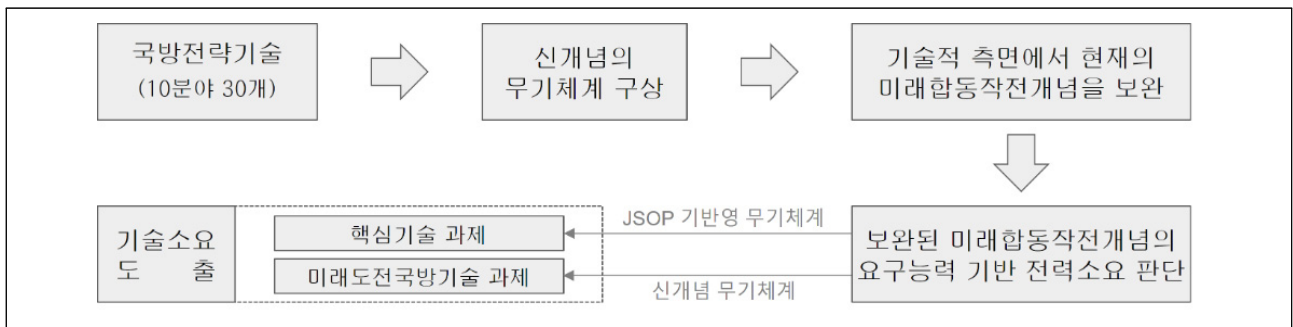 국방전략기술
(10분야 30개)
신개념의
무기체계 구상
기술적 측면에서 현재의
미래합동작전개념을 보완
기술소요
도 출
핵심기술 과제
미래도전국방기술 과제
JSOP 기반영 무기체계
신개념 무기체계
보완된 미래합동작전개념의
요구능력 기반 전력소요 판단